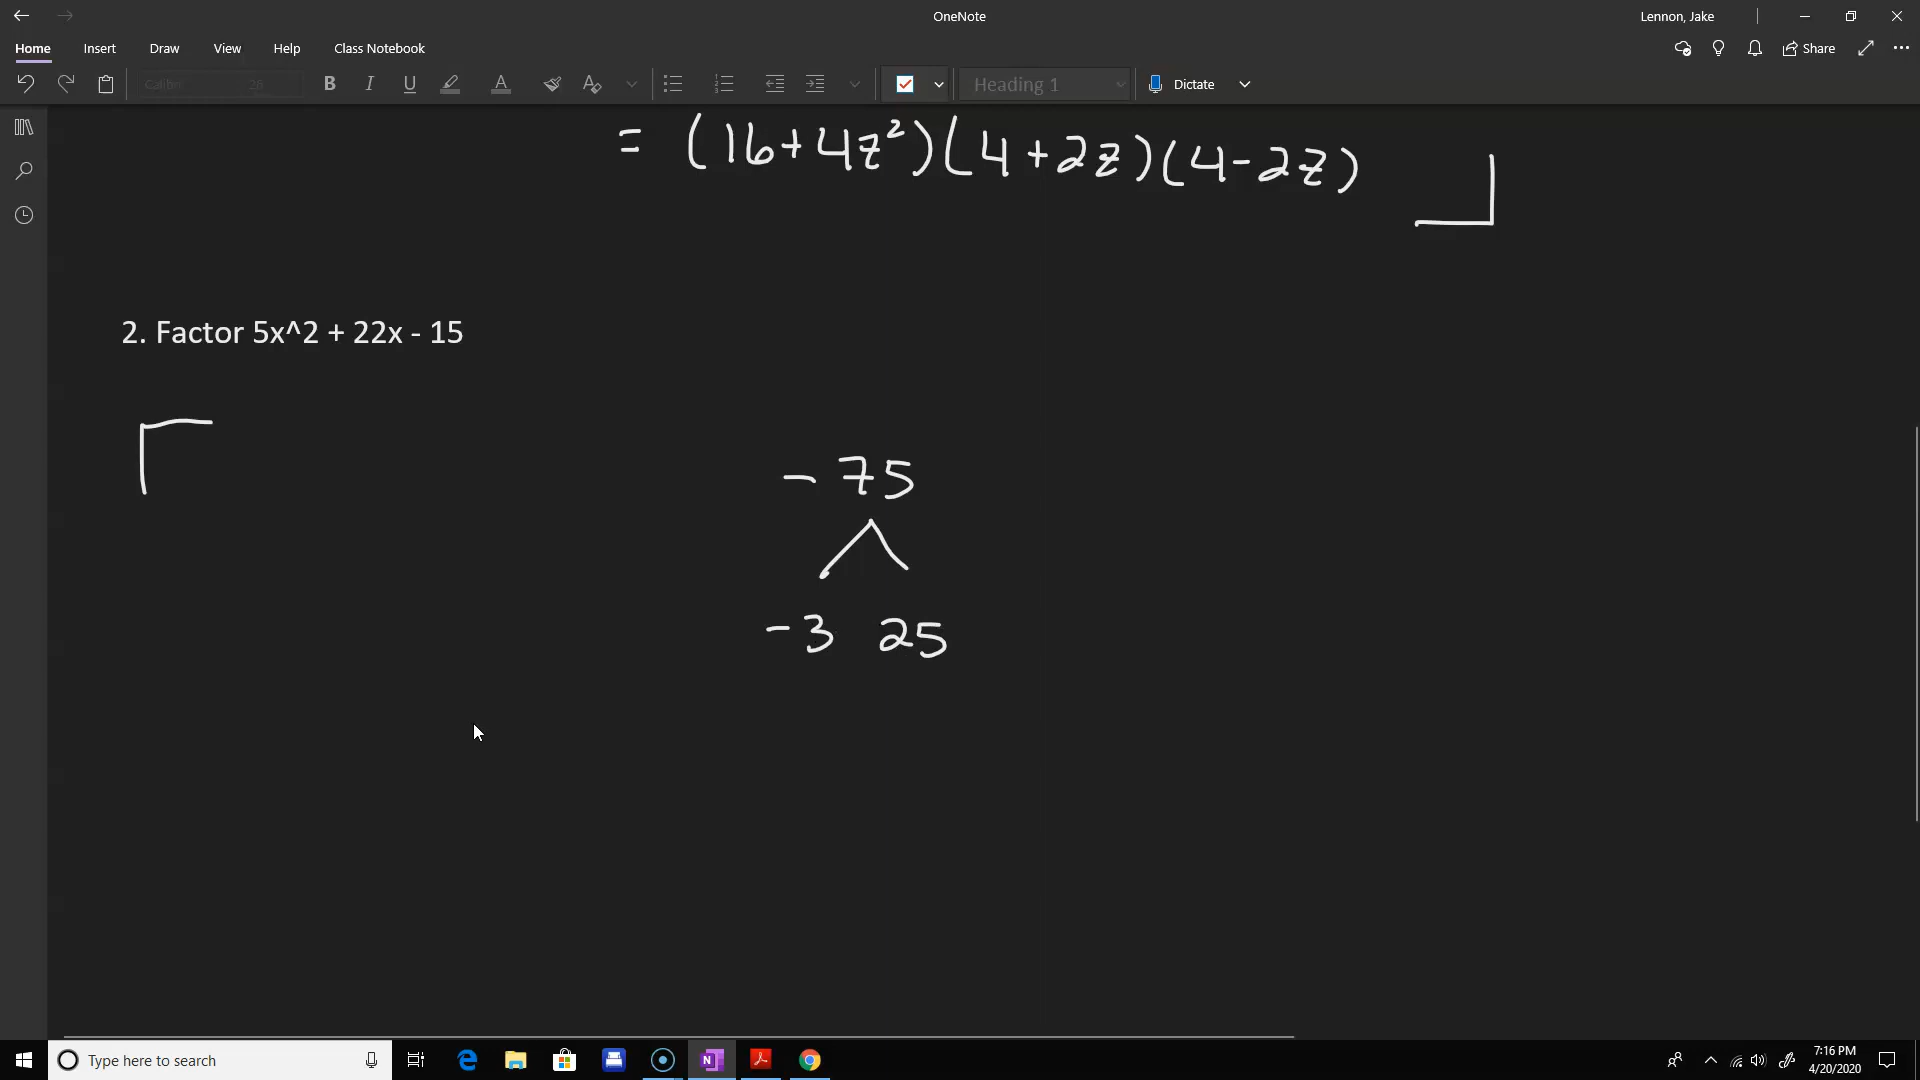 OneNote
Lennon, Jake
Home Insert Draw View Help Class Notebook
Share
Calibri 26 B I U A A Heading 1 Dictate
= (16+4z²)(4+2z)(4-2z)
2. Factor 5x^2 + 22x - 15
- 75
-3 25
Type here to search
7:16 PM
4/20/2020